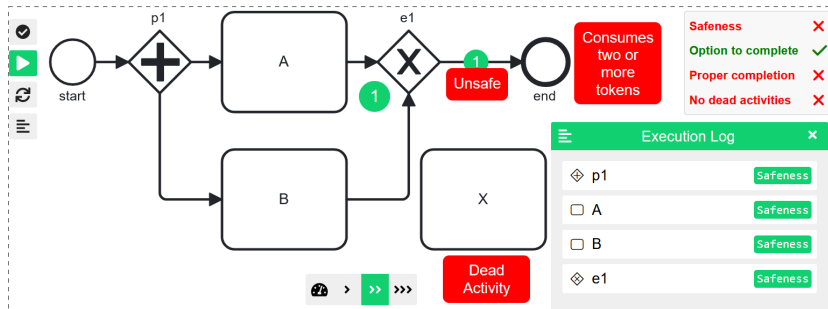 p1
e1
A
B
X
start
end
1
1
Unsafe
Consumes
two or
more
tokens
Dead
Activity
Safeness
Option to complete
Proper completion
No dead activities
Execution Log
p1 Safeness
A Safeness
B Safeness
e1 Safeness